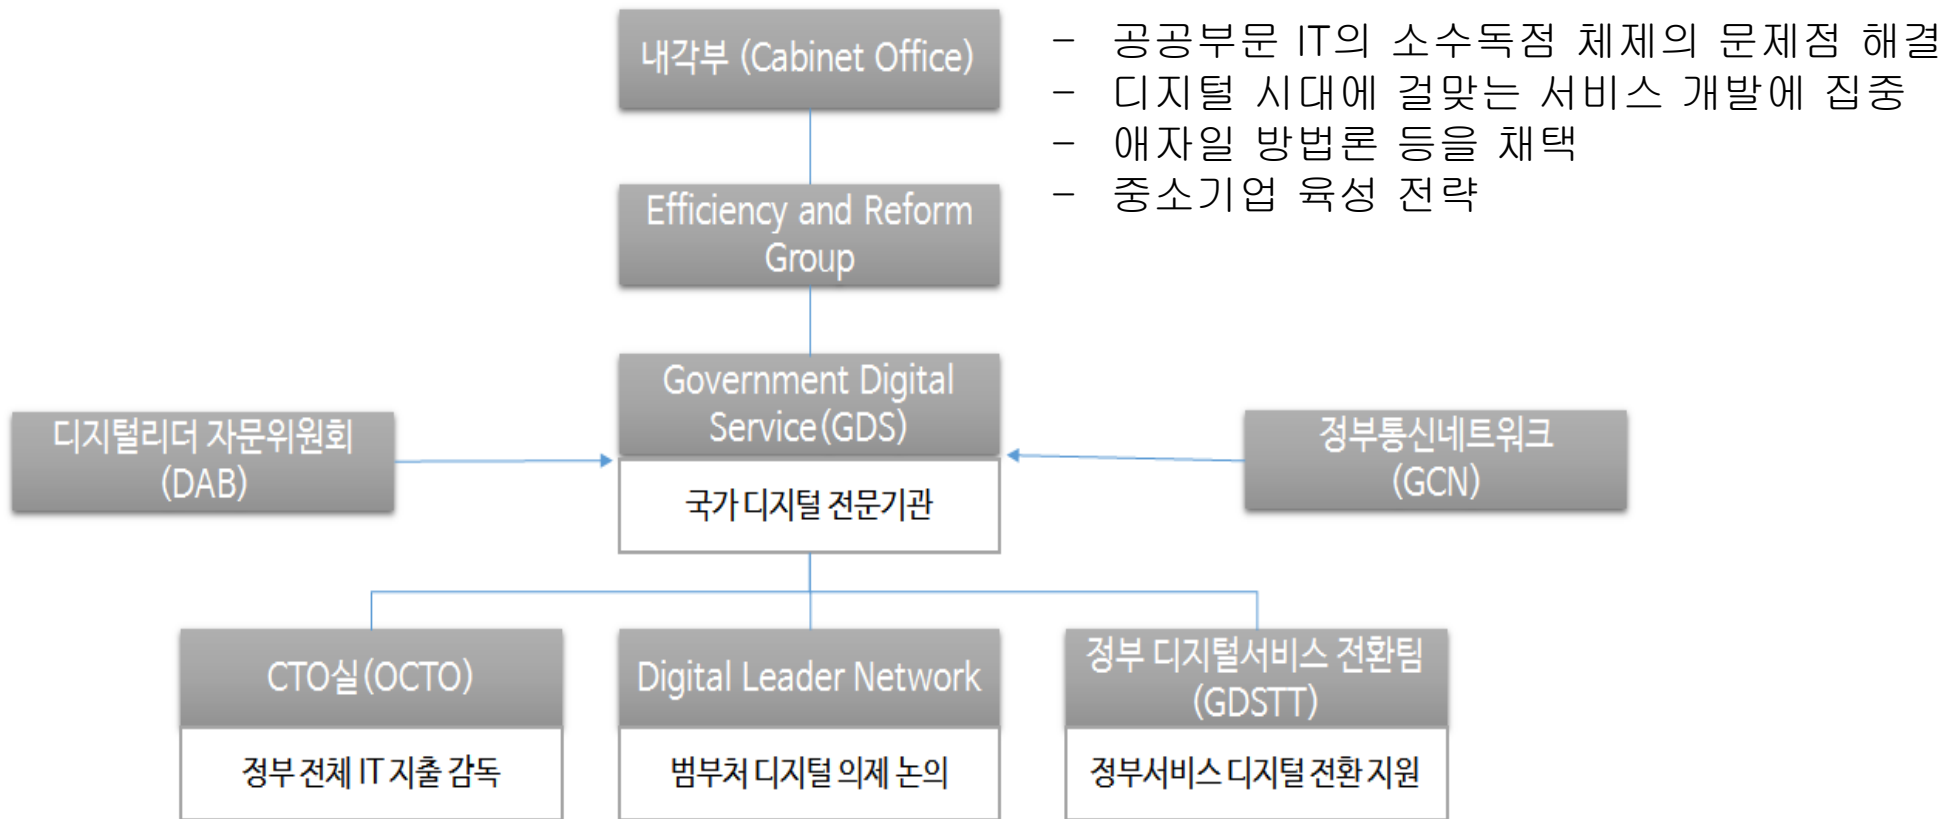 내각부 (Cabinet Office)
- 공공부문 IT의 소수독점 체제의 문제점 해결
- 디지털 시대에 걸맞는 서비스 개발에 집중
- 애자일 방법론 등을 채택
- 중소기업 육성 전략
Efficiency and Reform
Group
Government Digital
Service(GDS)
국가 디지털 전문기관
디지털리더 자문위원회
(DAB)
정부통신네트워크
(GCN)
CTO실(OCTO)
정부 전체 IT 지출 감독
Digital Leader Network
범부처 디지털 의제 논의
정부 디지털서비스 전환팀
(GDSTT)
정부서비스 디지털 전환 지원